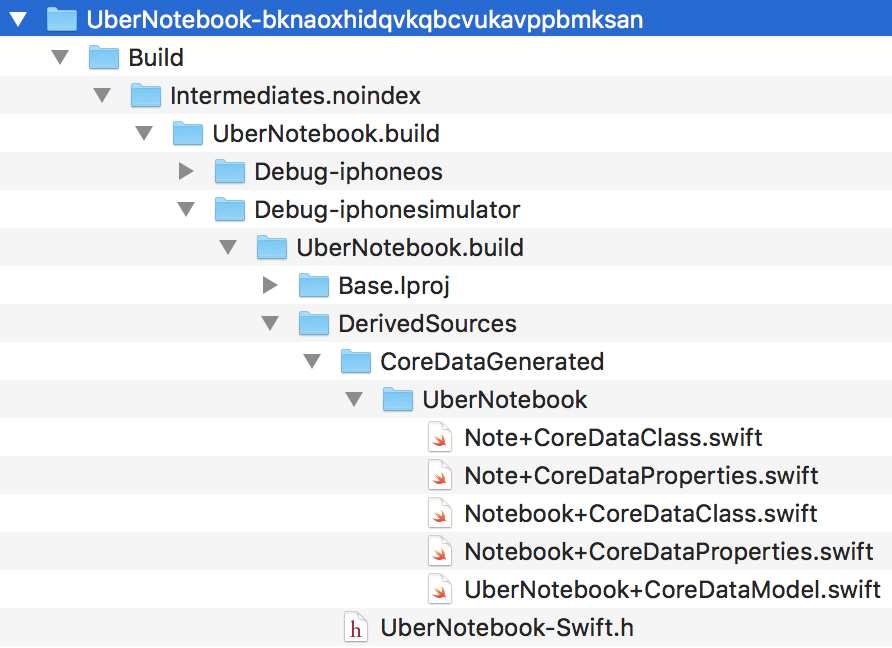 UberNotebook-bknaoxhidqvkqbcvukavppbmksan
Build
Intermediates.noindex
UberNotebook.build
Debug-iphoneos
Debug-iphonesimulator
UberNotebook.build
Base.lproj
DerivedSources
CoreDataGenerated
UberNotebook
Note+CoreDataClass.swift
Note+CoreDataProperties.swift
Notebook+CoreDataClass.swift
Notebook+CoreDataProperties.swift
UberNotebook+CoreDataModel.swift
h UberNotebook-Swift.h